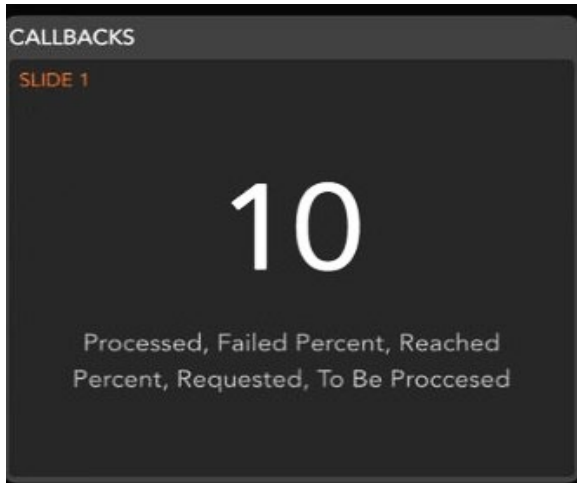 CALLBACKS
SLIDE 1
10
Processed, Failed Percent, Reached
Percent, Requested, To Be Proccesed